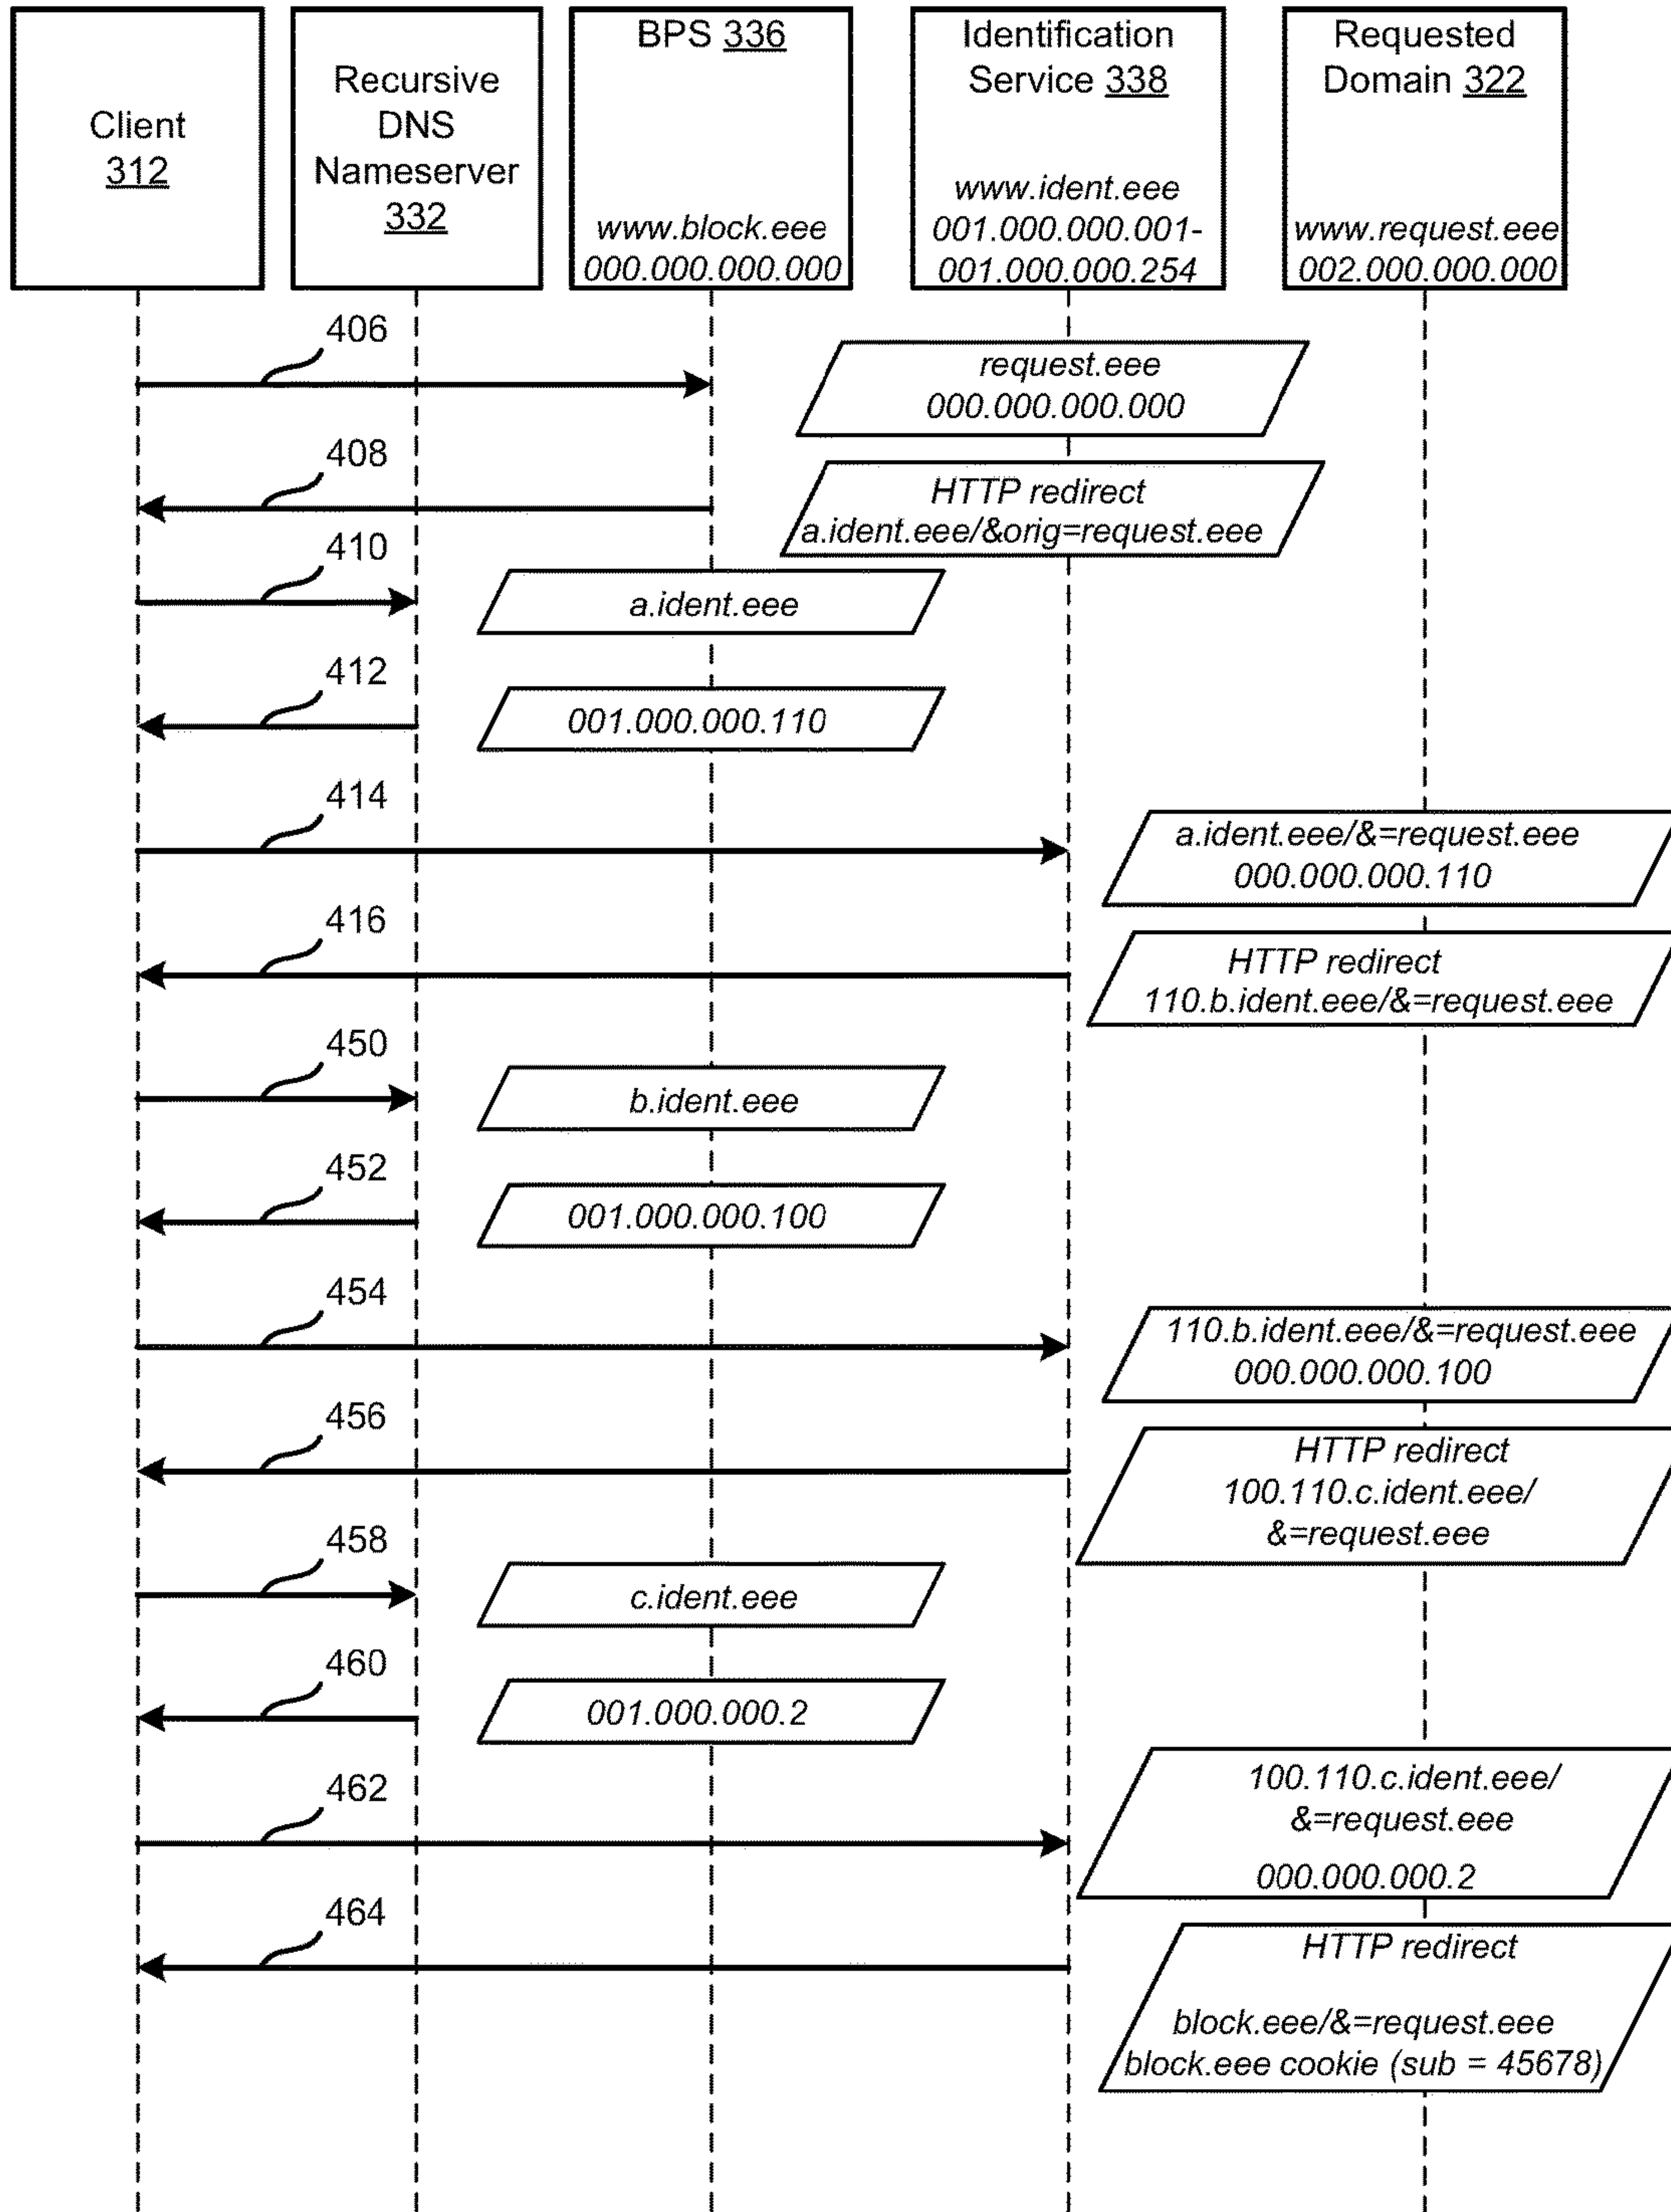 Client
312
Recursive
DNS
Nameserver
332
BPS 336
www.block.eee
000.000.000.000
Identification
Service 338
www.ident.eee
001.000.000.001-
001.000.000.254
Requested
Domain 322
www.request.eee
002.000.000.000
406
request.eee
000.000.000.000
408
HTTP redirect
a.ident.eee/&orig=request.eee
410
a.ident.eee
412
001.000.000.110
414
a.ident.eee/&=request.eee
000.000.000.110
416
HTTP redirect
110.b.ident.eee/&=request.eee
450
b.ident.eee
452
001.000.000.100
454
110.b.ident.eee/&=request.eee
000.000.000.100
456
HTTP redirect
100.110.c.ident.eee/
&=request.eee
458
c.ident.eee
460
001.000.000.2
462
100.110.c.ident.eee/
&=request.eee
000.000.000.2
464
HTTP redirect
block.eee/&=request.eee
block.eee cookie (sub = 45678)